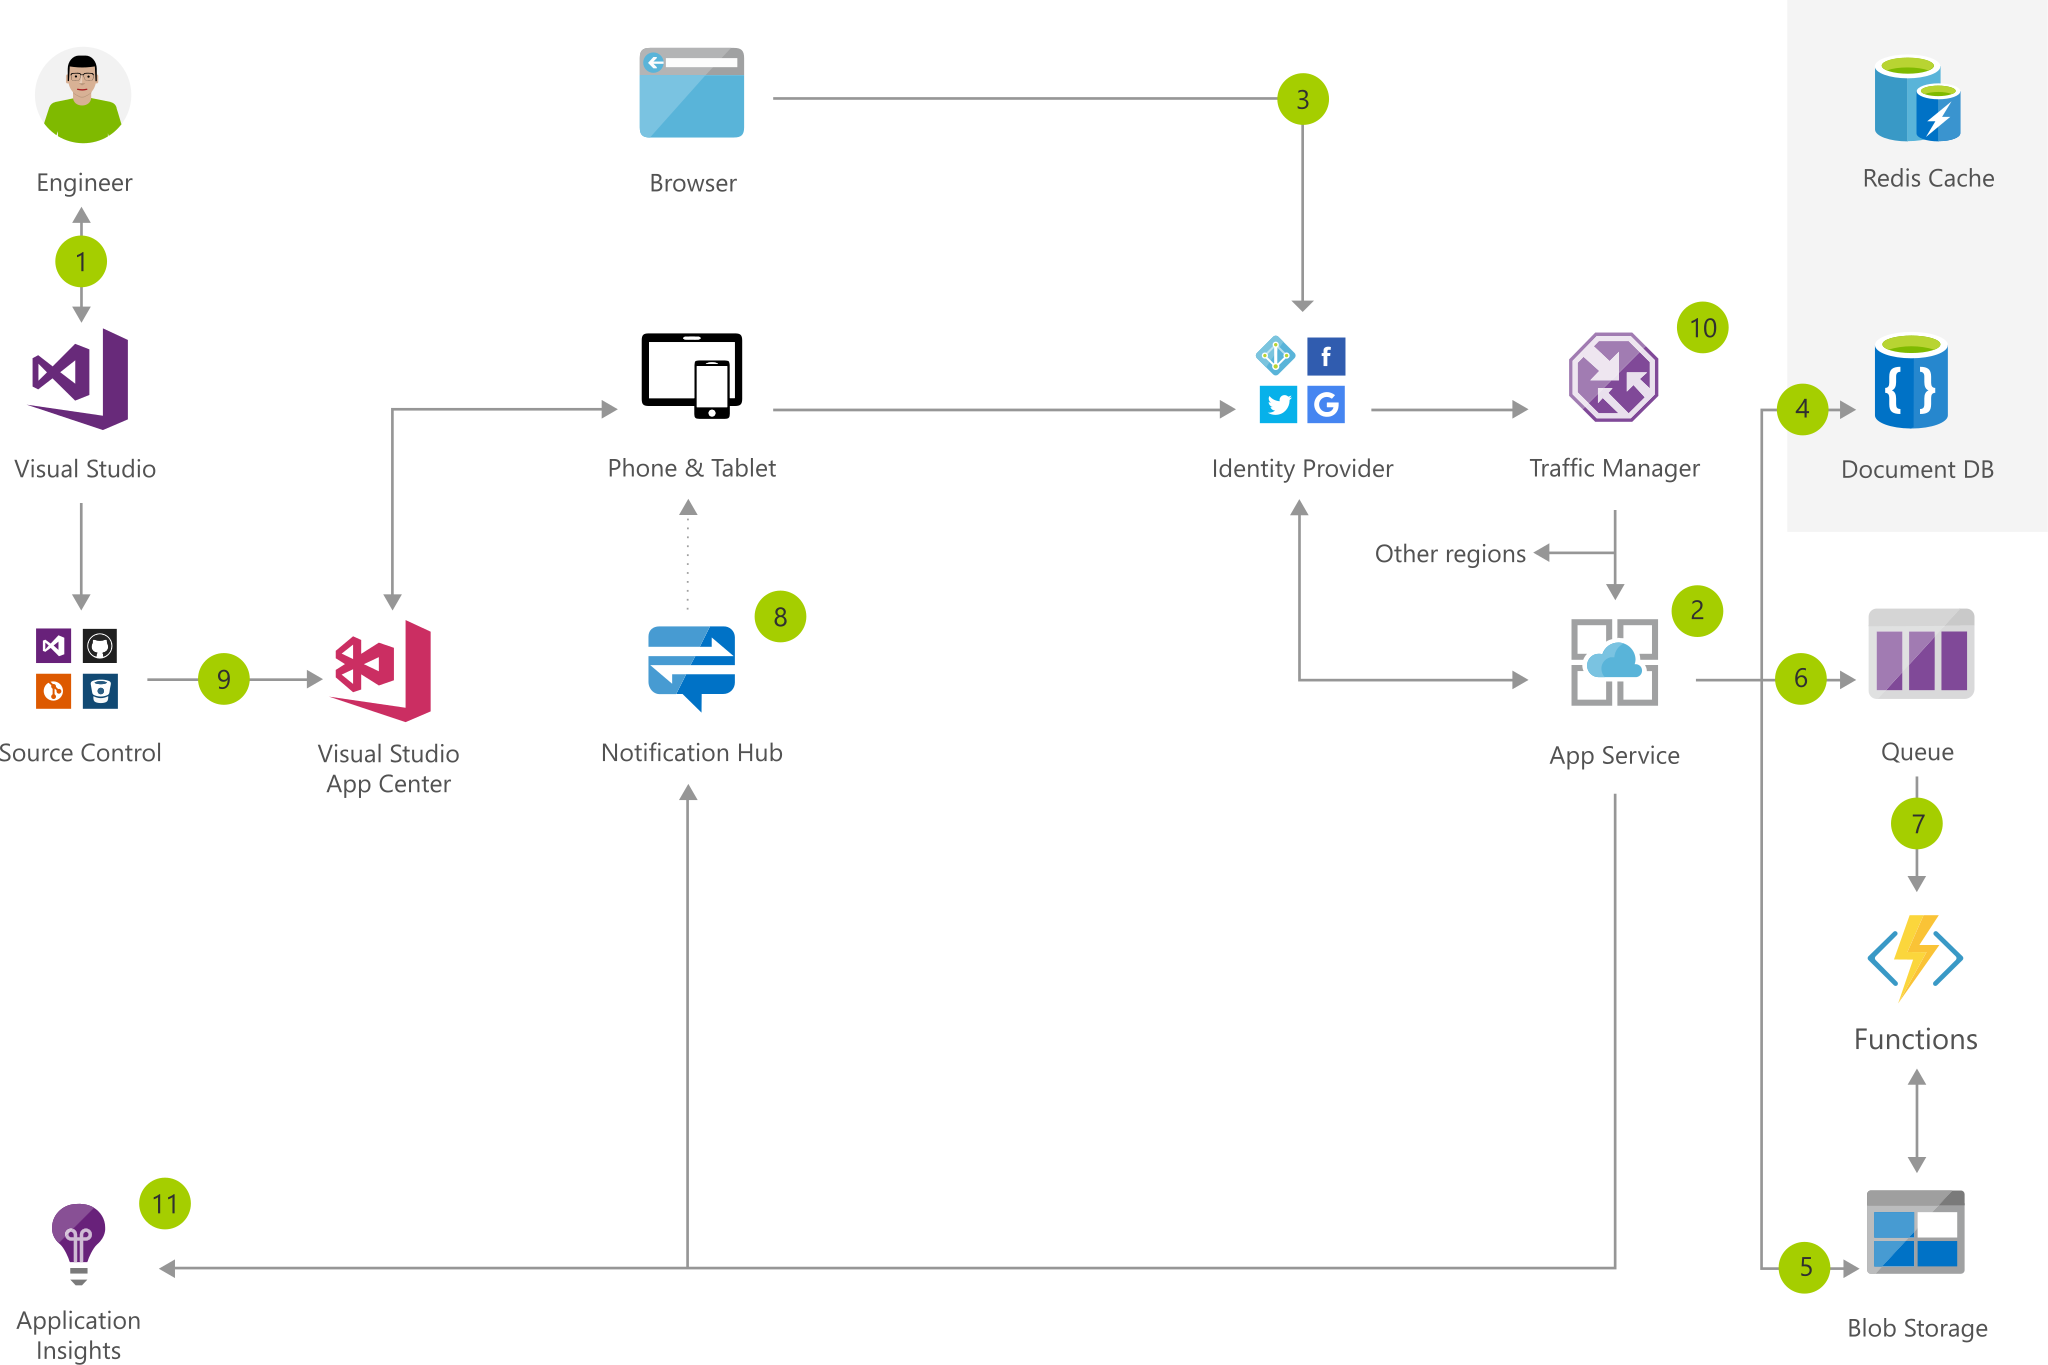 Engineer
Browser
3
Redis Cache
1
10
4
Visual Studio
Phone & Tablet
Identity Provider
Traffic Manager
Document DB
f
G
{ }
Other regions
8
2
9
6
Source Control
Visual Studio
App Center
Notification Hub
App Service
Queue
7
Functions
11
5
Application
Insights
Blob Storage